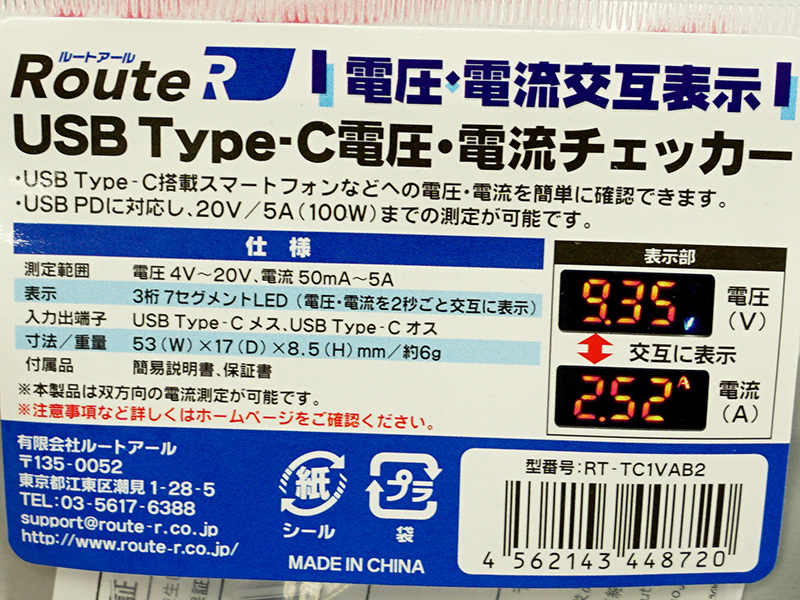 ルートアール
Route R
電圧・電流交互表示
USB Type-C電圧・電流チェッカー
・USB Type-C搭載スマートフォンなどへの電圧・電流を簡単に確認できます。
・USB PDに対応し、20V/5A(100W)までの測定が可能です。
仕様
測定範囲 電圧 4V～20V、電流 50mA～5A
表示 3桁 7セグメントLED(電圧・電流を2秒ごと交互に表示)
入力出端子 USB Type-C メス、USB Type-C オス
寸法/重量 53(W)×17(D)×8.5(H)mm/約6g
付属品 簡易説明書、保証書
※本製品は双方向の電流測定が可能です。
※注意事項など詳しくはホームページをご確認ください。
表示部
9.35 V
電圧
(V)
交互に表示
2.52 A
電流
(A)
有限会社ルートアール
〒135-0052
東京都江東区潮見1-28-5
TEL:03-5617-6388
support@route-r.co.jp
http://www.route-r.co.jp/
紙
シール
プラ
袋
MADE IN CHINA
型番号:RT-TC1VAB2
4 562143 448720